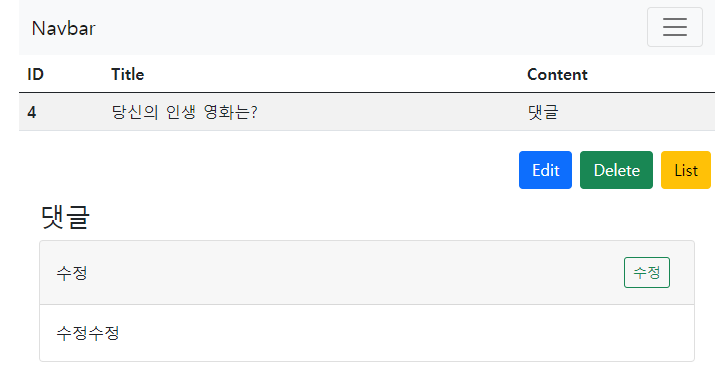 Navbar
ID Title Content
4 당신의 인생 영화는? 댓글
Edit Delete List
댓글
수정 수정
수정수정